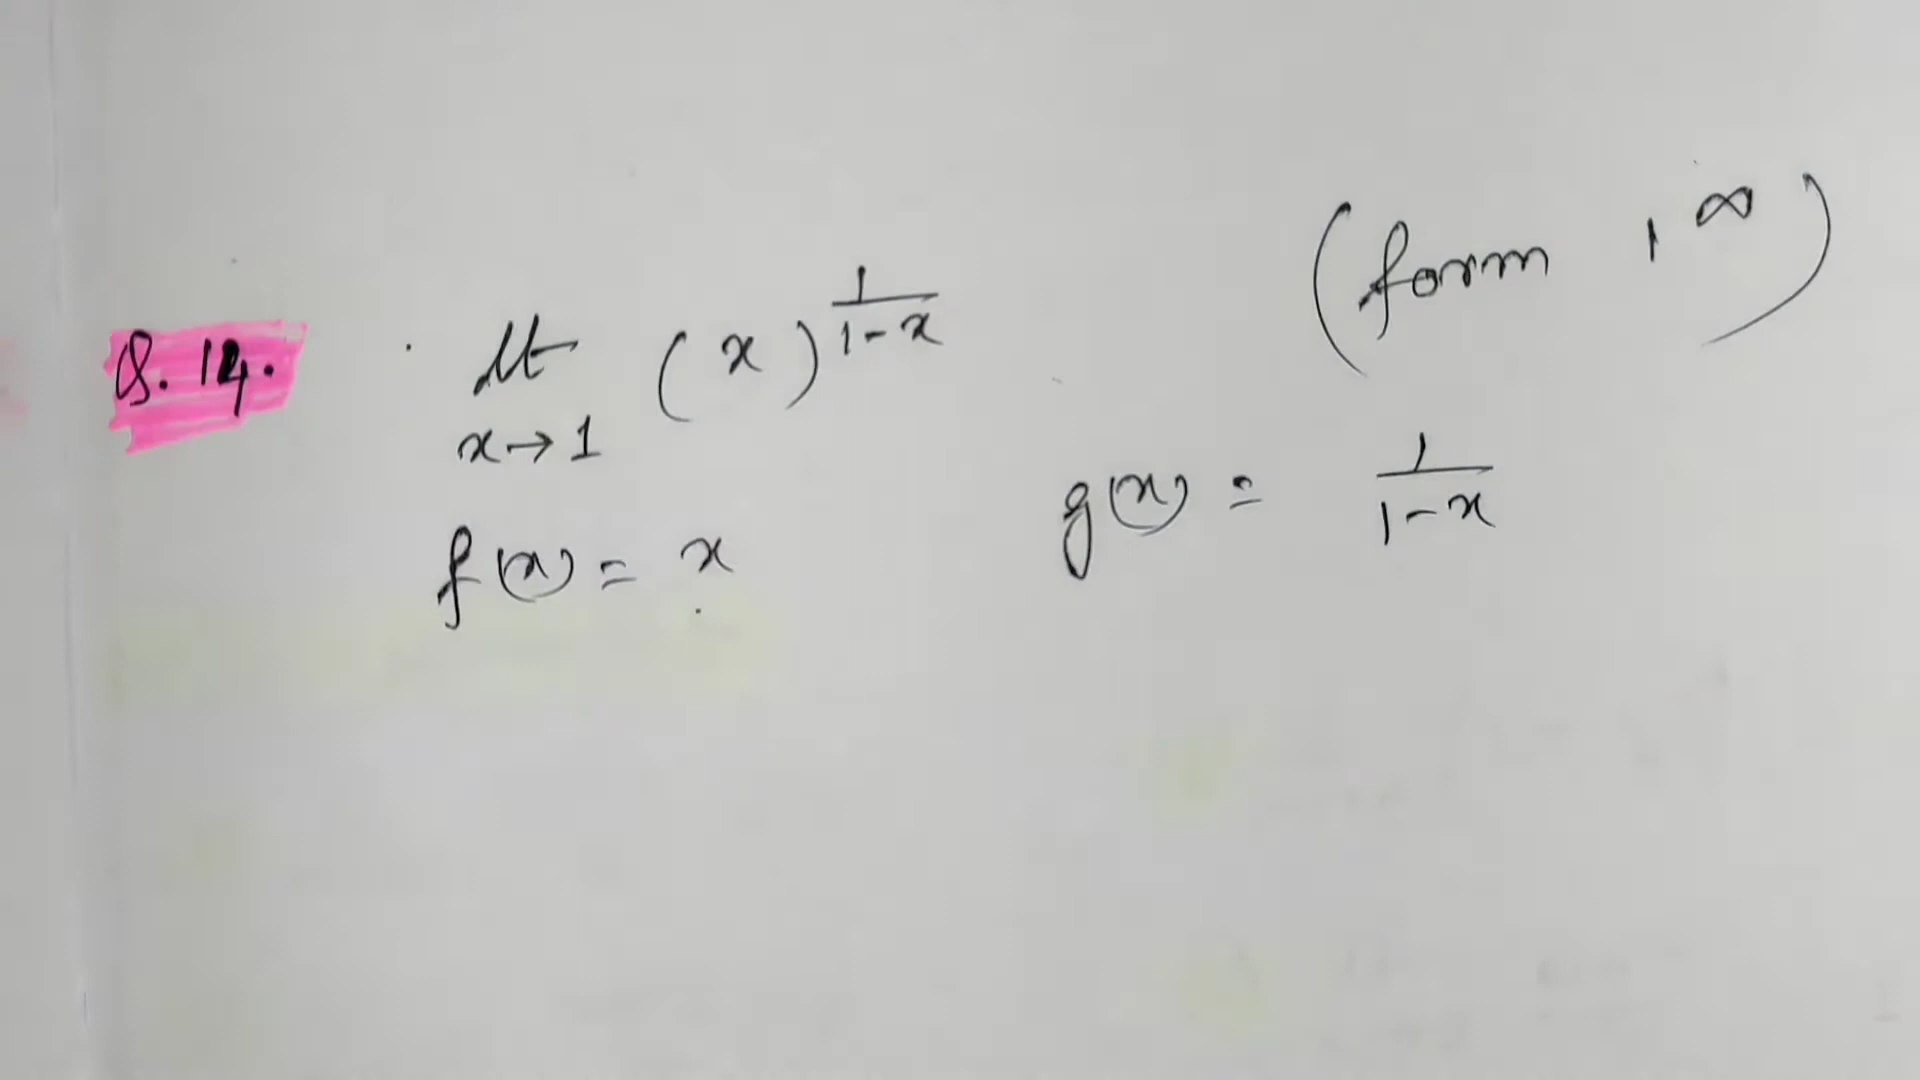 Q. 14. lt (x)^(1/(1-x)) (form 1^∞)
x→1
f(x) = x g(x) = 1/(1-x)